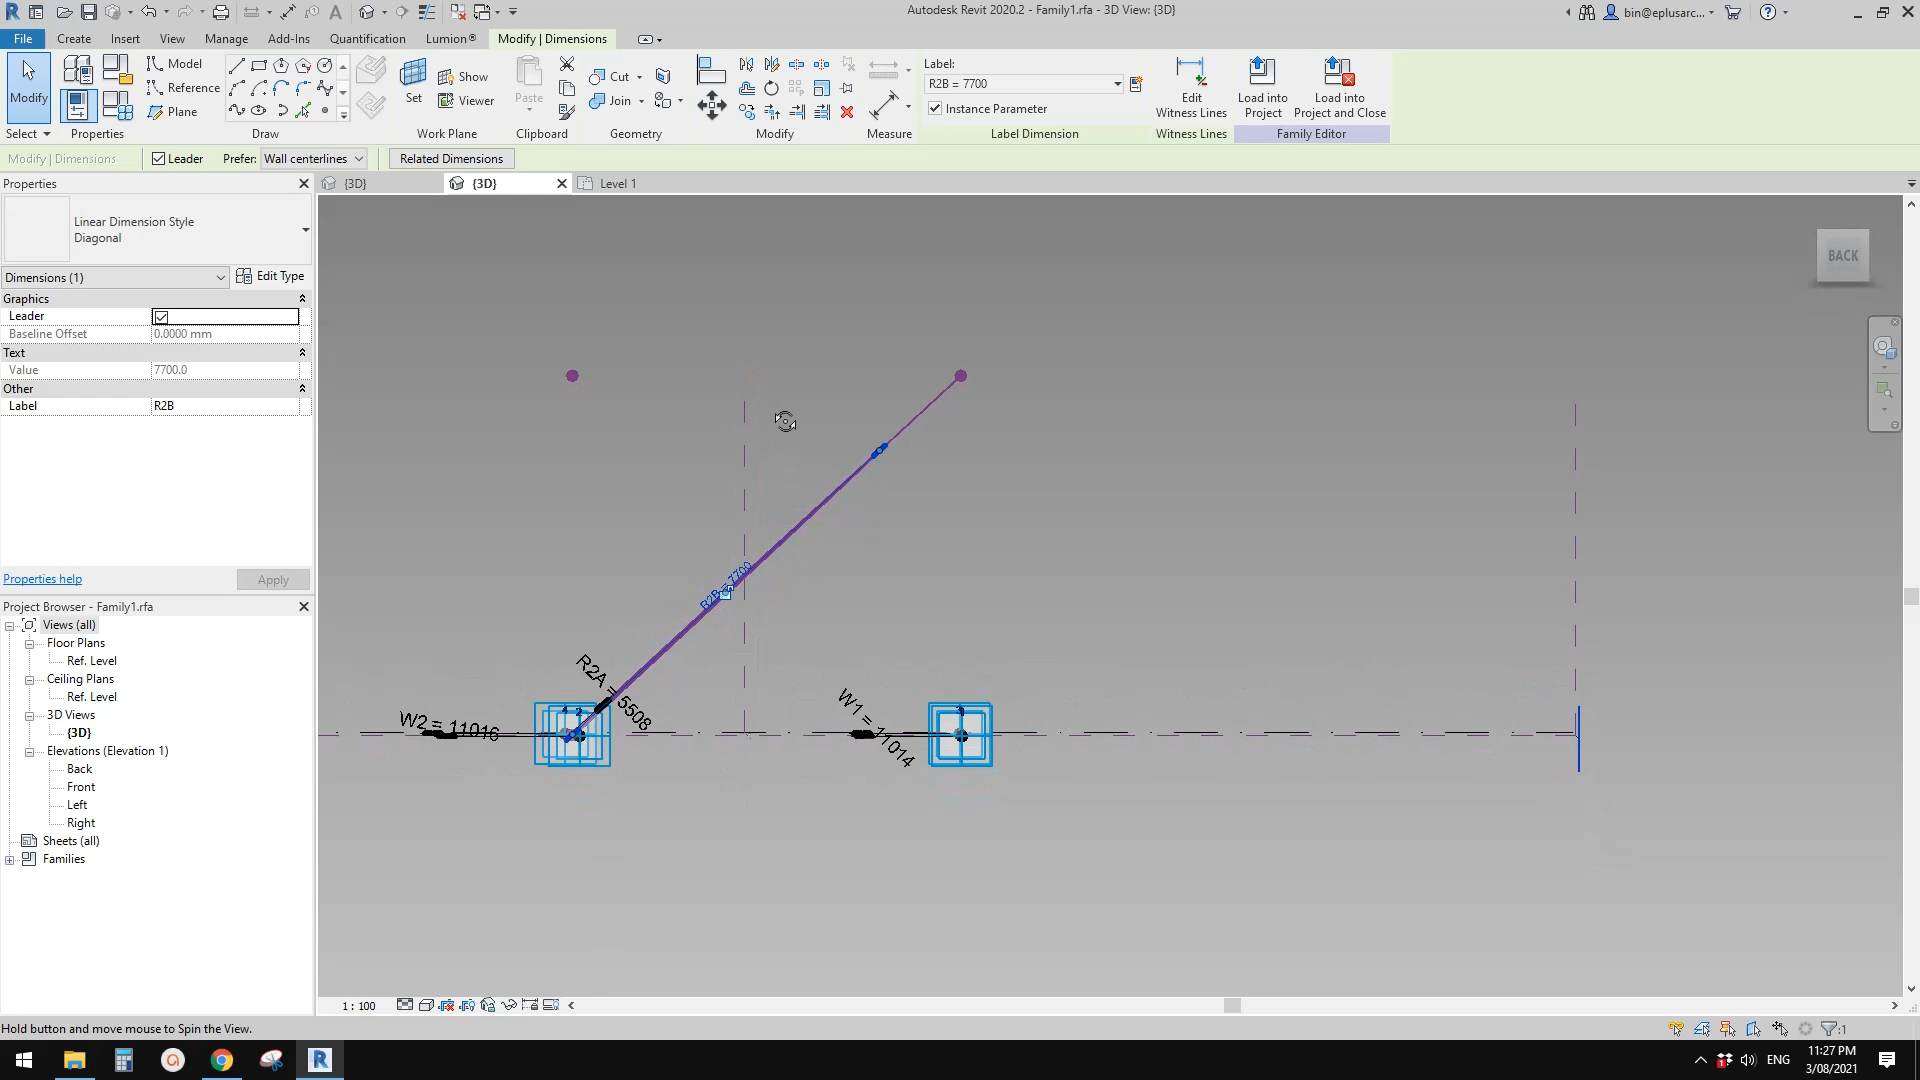 Autodesk Revit 2020.2 - Family1.rfa - 3D View: {3D}
bin@eplusarc...
File
Create
Insert
View
Manage
Add-Ins
Quantification
Lumion®
Modify | Dimensions
Modify
Select
Properties
Model
Reference
Plane
Draw
Set
Show
Viewer
Work Plane
Paste
Clipboard
Cut
Join
Geometry
Modify
Measure
Label:
R2B = 7700
Instance Parameter
Label Dimension
Edit
Witness Lines
Witness Lines
Load into
Project
Load into
Project and Close
Family Editor
Modify | Dimensions
Leader
Prefer:
Wall centerlines
Related Dimensions
Properties
Linear Dimension Style
Diagonal
Dimensions (1)
Edit Type
Graphics
Leader
Baseline Offset
0.0000 mm
Text
Value
7700.0
Other
Label
R2B
Properties help
Apply
Project Browser - Family1.rfa
Views (all)
Floor Plans
Ref. Level
Ceiling Plans
Ref. Level
3D Views
{3D}
Elevations (Elevation 1)
Back
Front
Left
Right
Sheets (all)
Families
{3D}
{3D}
Level 1
BACK
R2B = 7700
R2A = 5508
W2 = 11016
W1 = 11014
1 : 100
Hold button and move mouse to Spin the View.
:1
ENG
11:27 PM
3/08/2021